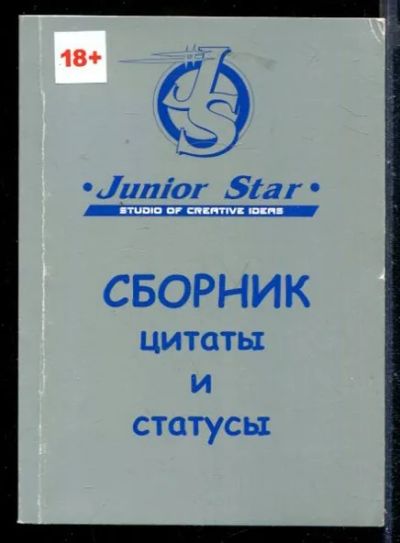 18+
JS
• Junior Star •
STUDIO OF CREATIVE IDEAS
СБОРНИК
цитаты
и
статусы